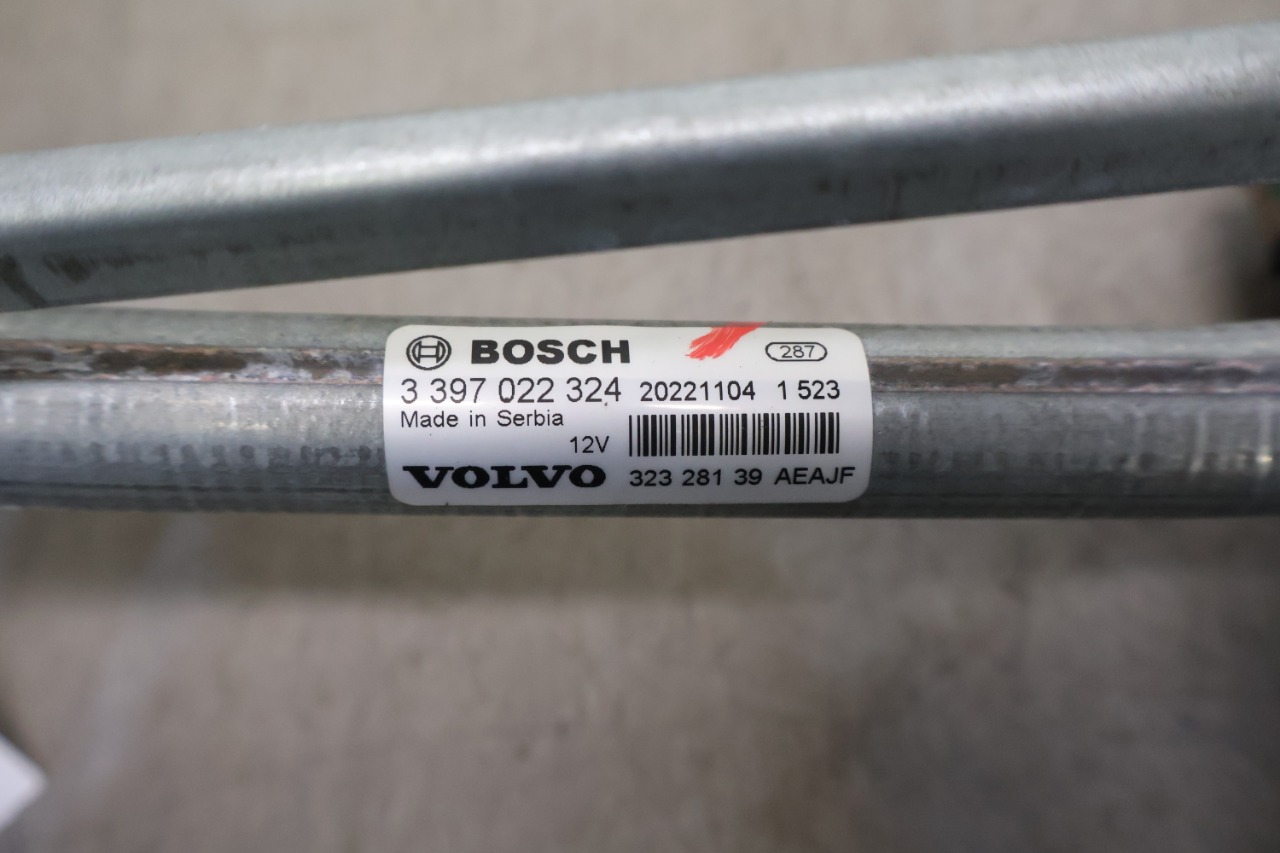 BOSCH 287
3 397 022 324 20221104 1 523
Made in Serbia
12V
VOLVO 323 281 39 AEAJF